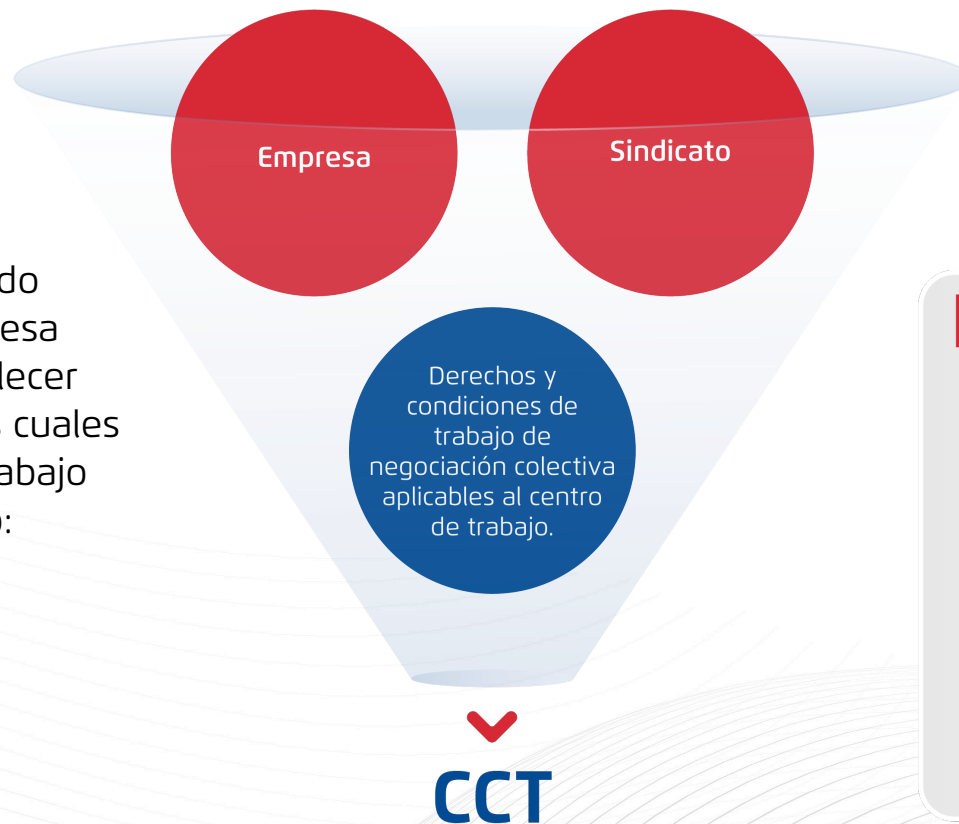 Empresa
Sindicato
do
esa
lecer
cuales
abajo
:
Derechos y
condiciones de
trabajo de
negociación colectiva
aplicables al centro
de trabajo.
CCT